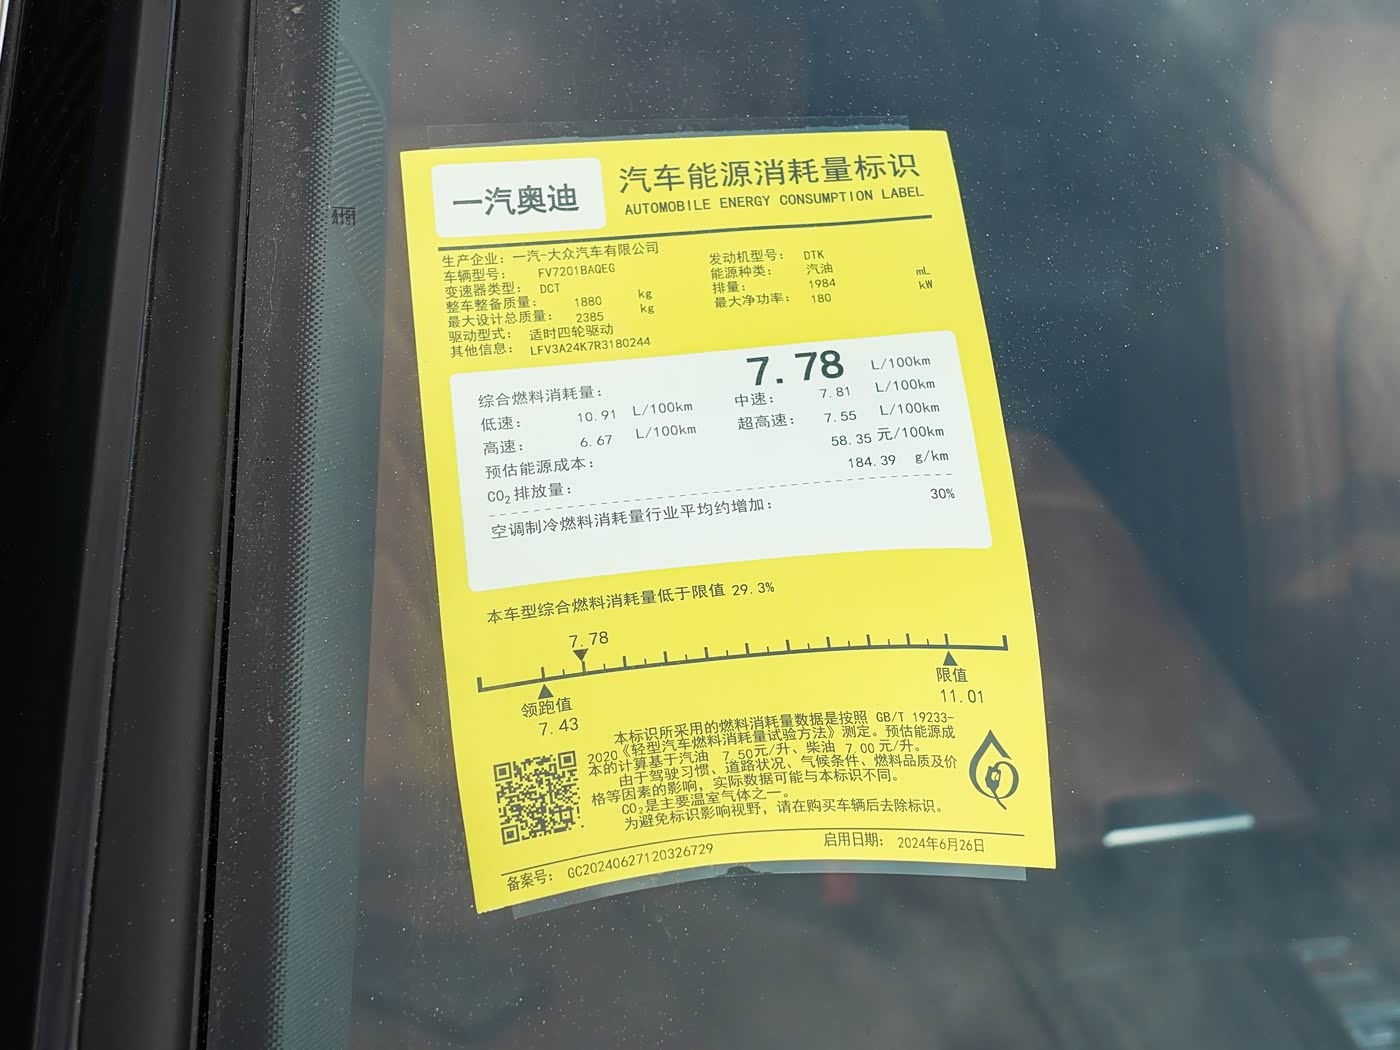 一汽奥迪
汽车能源消耗量标识
AUTOMOBILE ENERGY CONSUMPTION LABEL
生产企业: 一汽-大众汽车有限公司
车辆型号: FV7201BAQEG
发动机型号: DTK
变速器类型: DCT
能源种类: 汽油
整车整备质量: 1880 kg
排量: 1984 mL
最大设计总质量: 2385 kg
最大净功率: 180 kW
驱动型式: 适时四轮驱动
其他信息: LFV3A24K7R3180244
综合燃料消耗量: 7.78 L/100km
低速: 10.91 L/100km 中速: 7.81 L/100km
高速: 6.67 L/100km 超高速: 7.55 L/100km
预估能源成本: 58.35 元/100km
CO₂排放量: 184.39 g/km
空调制冷燃料消耗量行业平均约增加: 30%
本车型综合燃料消耗量低于限值 29.3%
7.78
领跑值
7.43
限值
11.01
本标识所采用的燃料消耗量数据是按照 GB/T 19233-
2020《轻型汽车燃料消耗量试验方法》测定。预估能源成
本的计算基于汽油 7.50元/升、柴油 7.00 元/升。
由于驾驶习惯、道路状况、气候条件、燃料品质及价
格等因素的影响，实际数据可能与本标识不同。
CO₂是主要温室气体之一。
为避免标识影响视野，请在购买车辆后去除标识。
备案号: GC20240627120326729
启用日期: 2024年6月26日